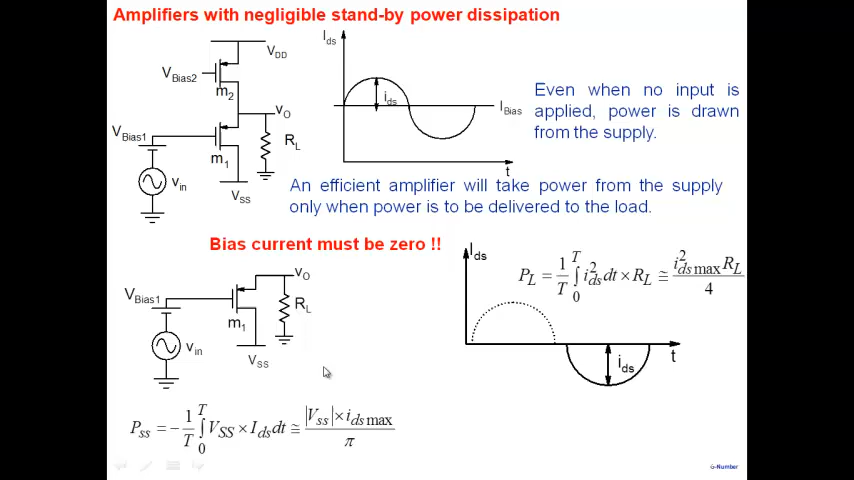 Amplifiers with negligible stand-by power dissipation
V_DD
V_Bias2
m_2
v_O
V_Bias1
m_1
R_L
v_in
V_SS
I_ds
i_ds
I_Bias
t
Even when no input is
applied, power is drawn
from the supply.
An efficient amplifier will take power from the supply
only when power is to be delivered to the load.
Bias current must be zero !!
v_O
V_Bias1
R_L
m_1
v_in
V_SS
I_ds
P_L = 1/T ∫_0^T i_ds^2 dt × R_L ≅ i_ds max^2 R_L / 4
i_ds
t
P_ss = − 1/T ∫_0^T V_SS × I_ds dt ≅ |V_ss| × i_ds max / π